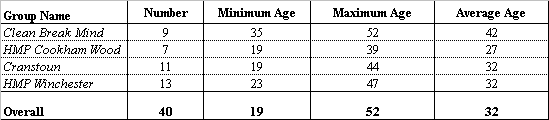 Group Name Number Minimum Age Maximum Age Average Age
Clean Break Mind 9 35 52 42
HMP Cookham Wood 7 19 39 27
Cranstoun 11 19 44 32
HMP Winchester 13 23 47 32
Overall 40 19 52 32